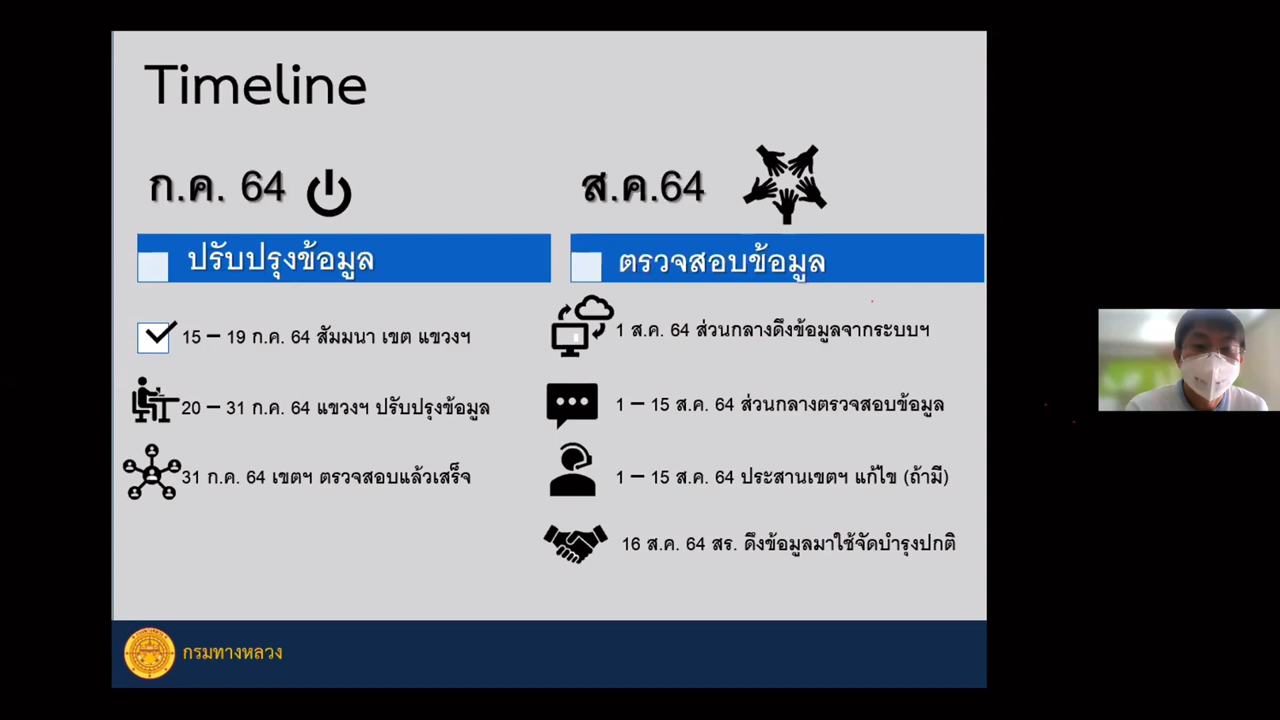 Timeline
ก.ค. 64
ปรับปรุงข้อมูล
15 – 19 ก.ค. 64 สัมมนา เขต แขวงฯ
20 – 31 ก.ค. 64 แขวงฯ ปรับปรุงข้อมูล
31 ก.ค. 64 เขตฯ ตรวจสอบแล้วเสร็จ
ส.ค.64
ตรวจสอบข้อมูล
1 ส.ค. 64 ส่วนกลางดึงข้อมูลจากระบบฯ
1 – 15 ส.ค. 64 ส่วนกลางตรวจสอบข้อมูล
1 – 15 ส.ค. 64 ประสานเขตฯ แก้ไข (ถ้ามี)
16 ส.ค. 64 สร. ดึงข้อมูลมาใช้จัดบำรุงปกติ
กรมทางหลวง